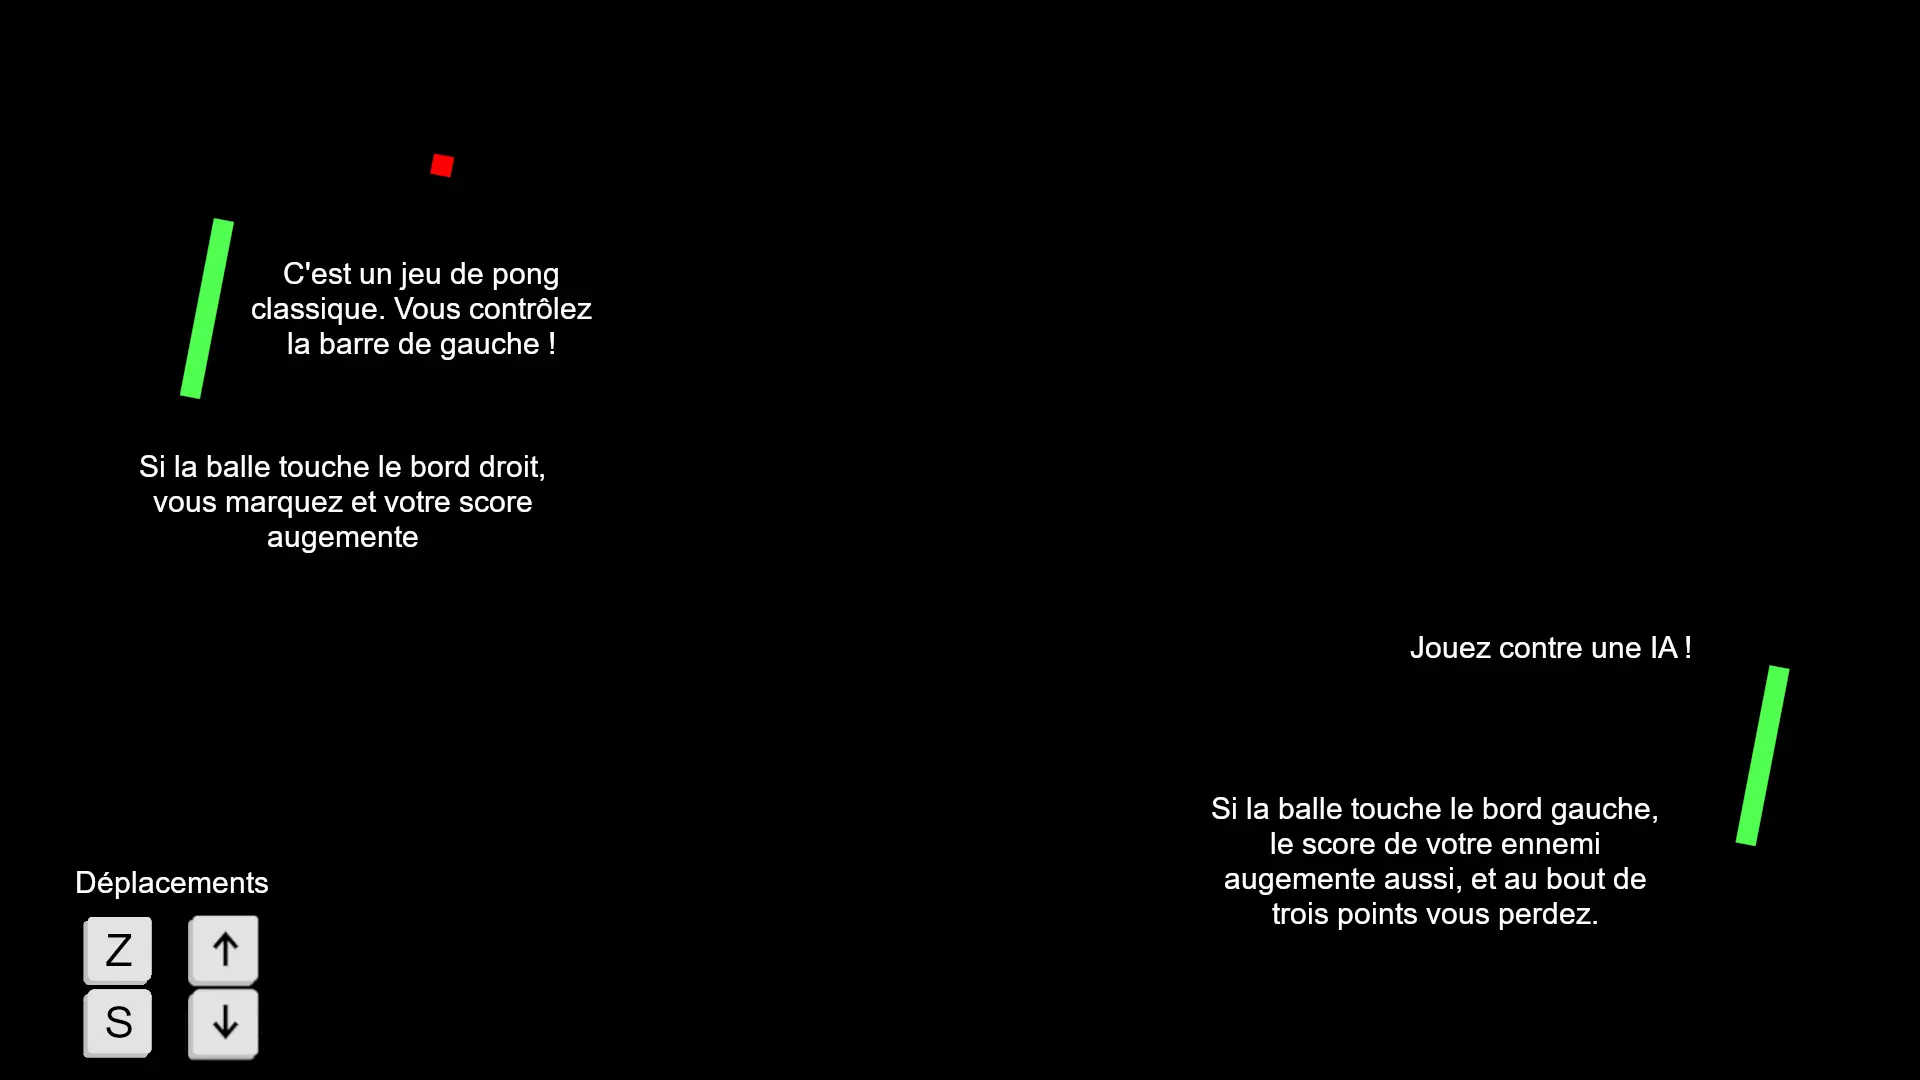 C'est un jeu de pong
classique. Vous contrôlez
la barre de gauche !
Si la balle touche le bord droit,
vous marquez et votre score
augemente
Jouez contre une IA !
Si la balle touche le bord gauche,
le score de votre ennemi
augemente aussi, et au bout de
trois points vous perdez.
Déplacements
Z ↑
S ↓